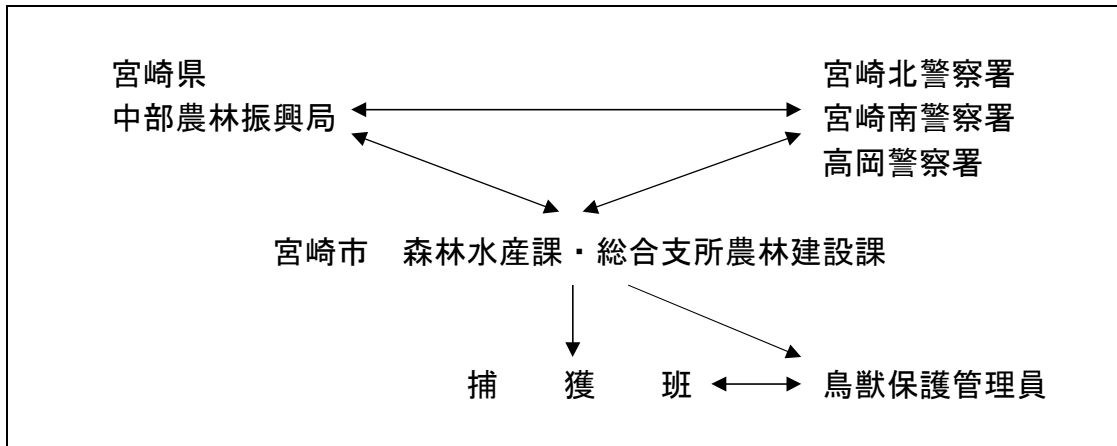 宮崎県
中部農林振興局
宮崎北警察署
宮崎南警察署
高岡警察署
宮崎市　森林水産課・総合支所農林建設課
捕　獲　班
鳥獣保護管理員